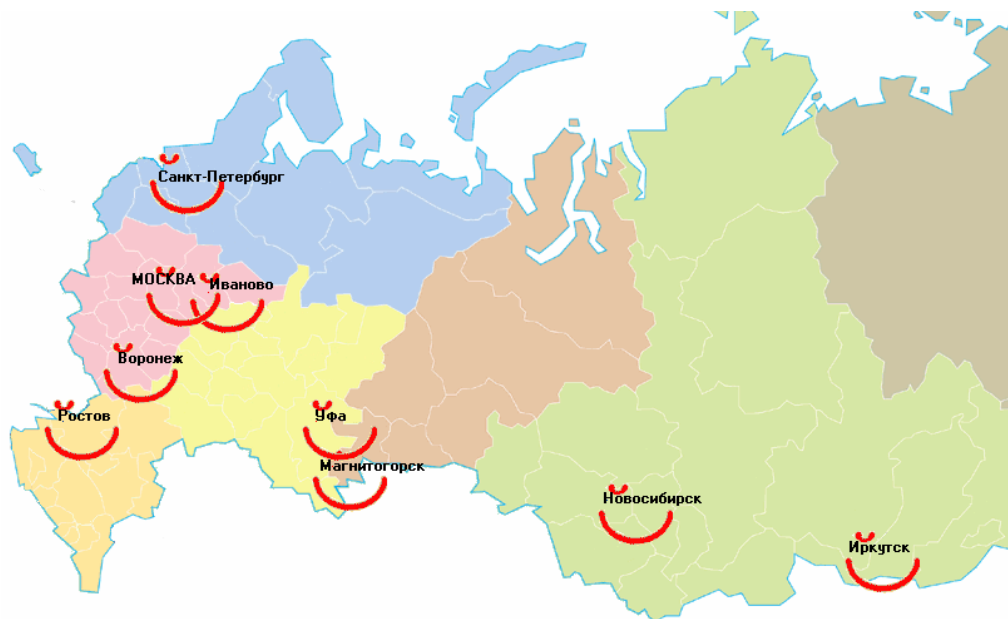 Санкт-Петербург
МОСКВА
Иваново
Воронеж
Ростов
Уфа
Магнитогорск
Новосибирск
Иркутск